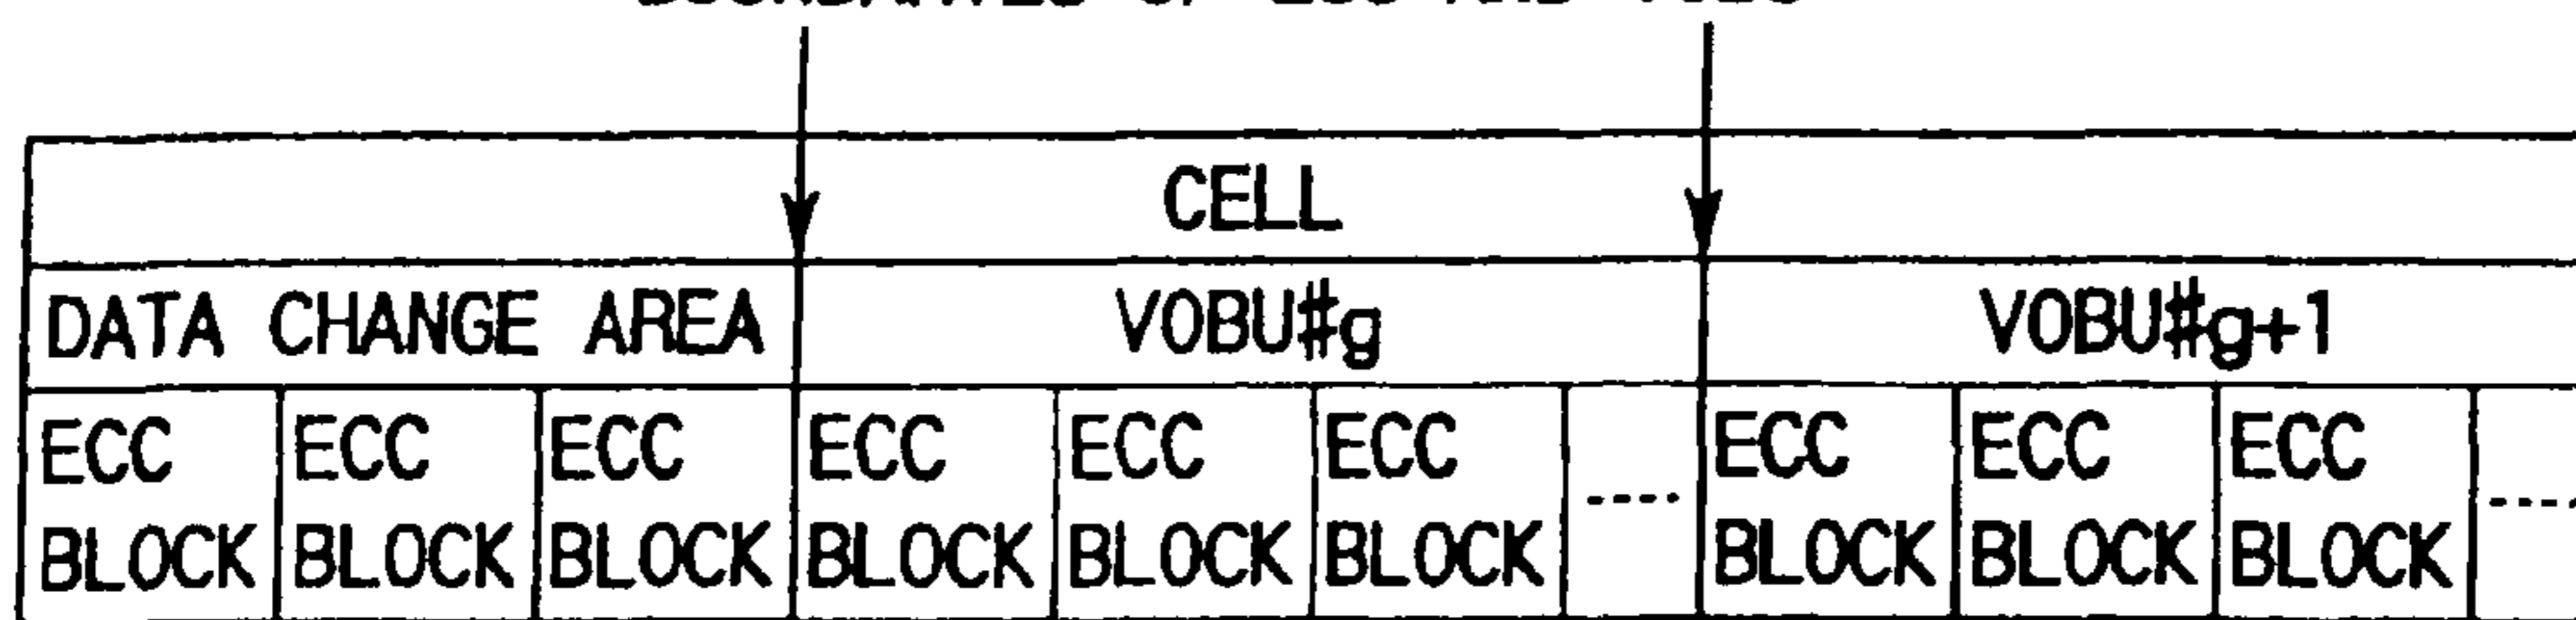 CELL
DATA CHANGE AREA VOBU#g VOBU#g+1
ECC ECC ECC ECC ECC ECC ECC ECC ECC
BLOCK BLOCK BLOCK BLOCK BLOCK BLOCK ---- BLOCK BLOCK BLOCK ----